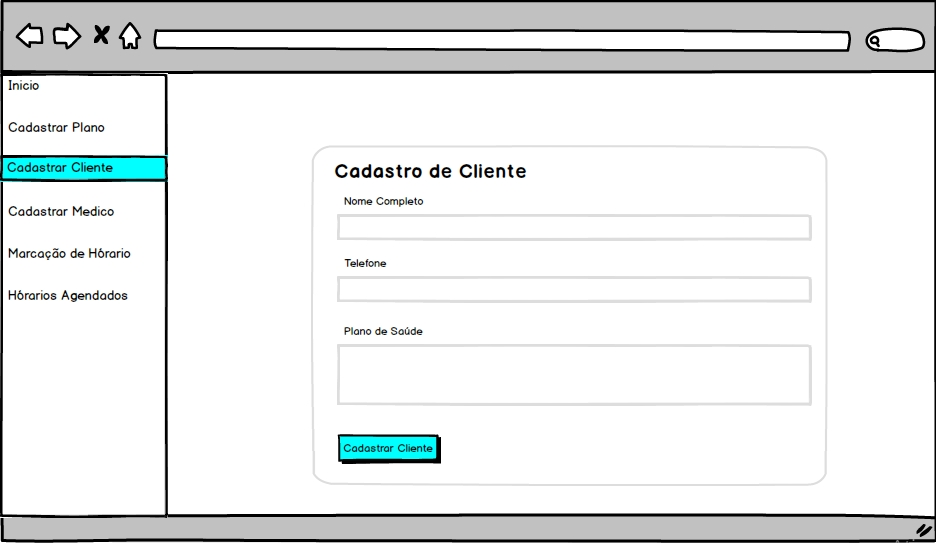 Inicio
Cadastrar Plano
Cadastrar Cliente
Cadastrar Medico
Marcação de Hórario
Hórarios Agendados
Cadastro de Cliente
Nome Completo
Telefone
Plano de Saúde
Cadastrar Cliente